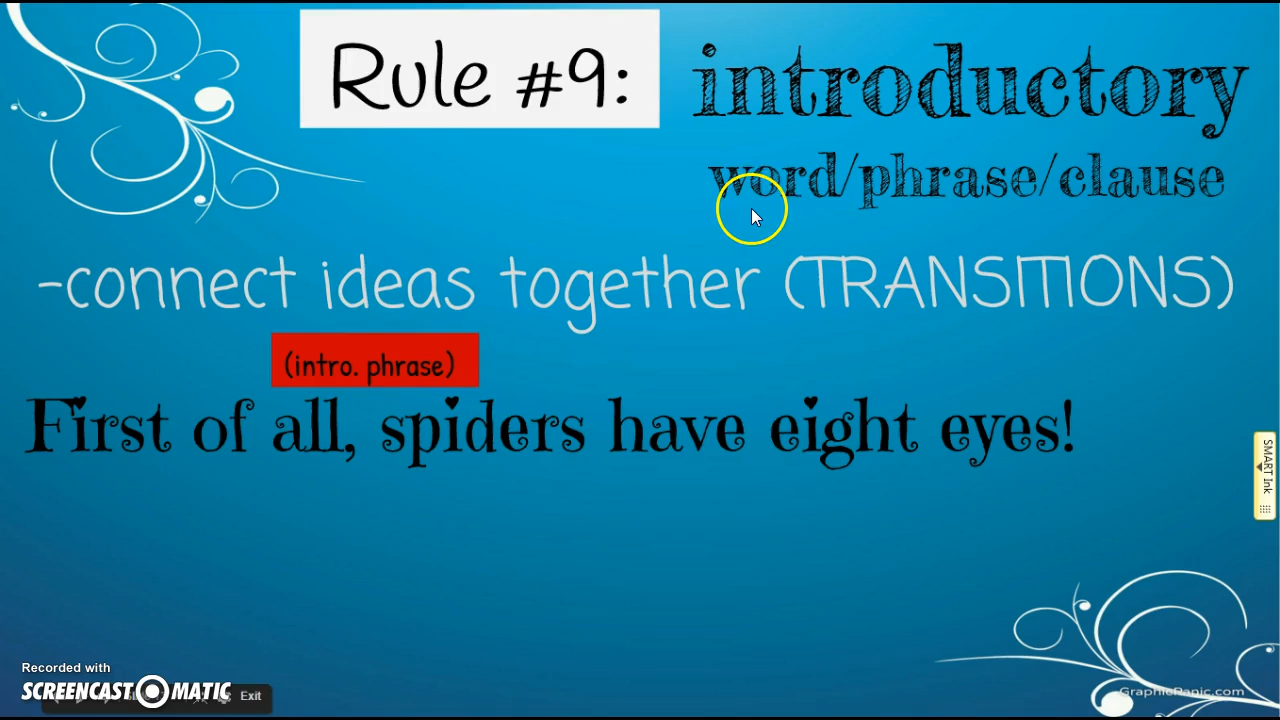 Rule #9: introductory
word/phrase/clause
-connect ideas together (TRANSITIONS)
(intro. phrase)
First of all, spiders have eight eyes!
SMART Ink
Recorded with
SCREENCAST-O-MATIC
Exit
GraphicPanic.com